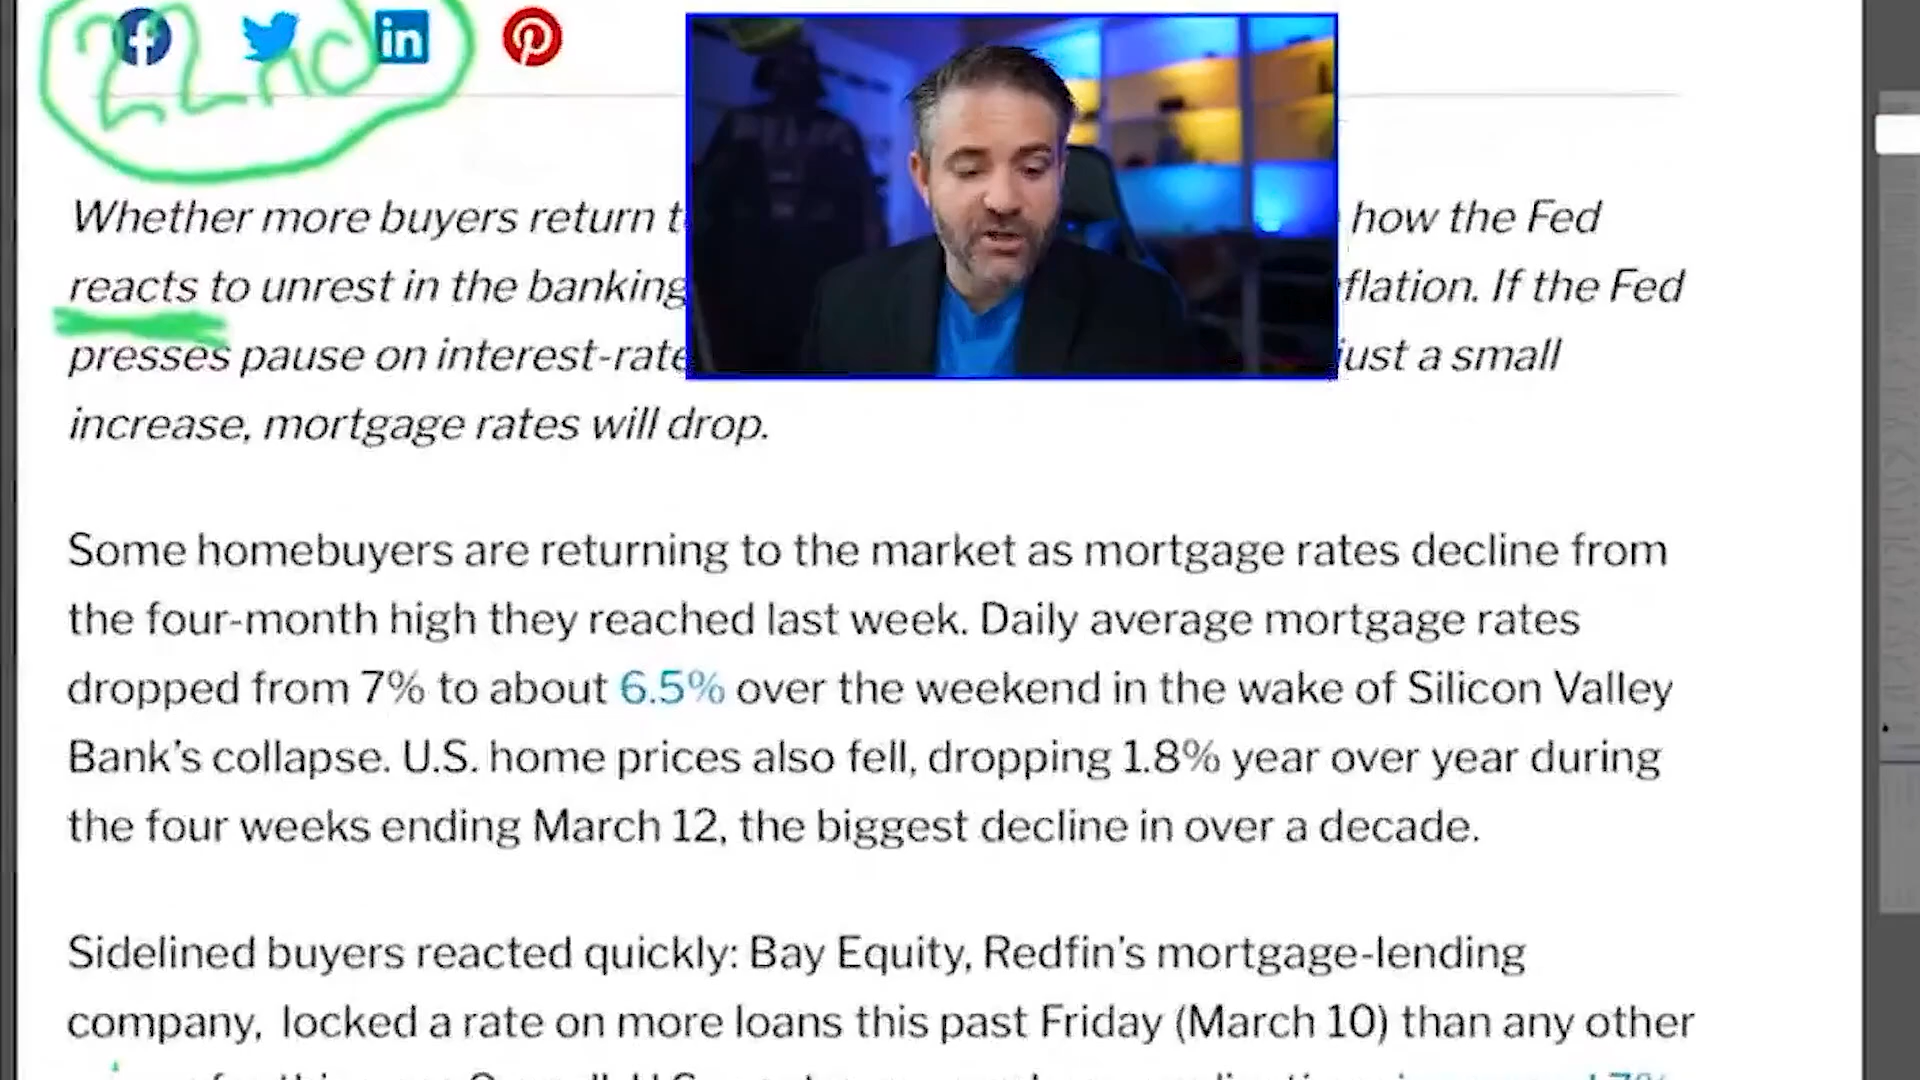 22nd
Whether more buyers return how the Fed
reacts to unrest in the banking flation. If the Fed
presses pause on interest-rate just a small
increase, mortgage rates will drop.
Some homebuyers are returning to the market as mortgage rates decline from
the four-month high they reached last week. Daily average mortgage rates
dropped from 7% to about 6.5% over the weekend in the wake of Silicon Valley
Bank’s collapse. U.S. home prices also fell, dropping 1.8% year over year during
the four weeks ending March 12, the biggest decline in over a decade.
Sidelined buyers reacted quickly: Bay Equity, Redfin’s mortgage-lending
company, locked a rate on more loans this past Friday (March 10) than any other